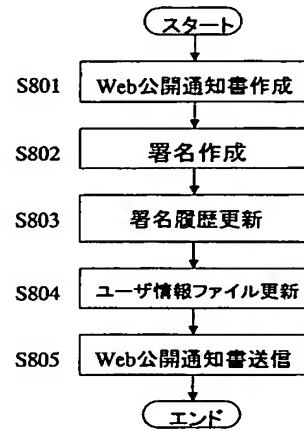 スタート
S801 Web公開通知書作成
S802 署名作成
S803 署名履歴更新
S804 ユーザ情報ファイル更新
S805 Web公開通知書送信
エンド